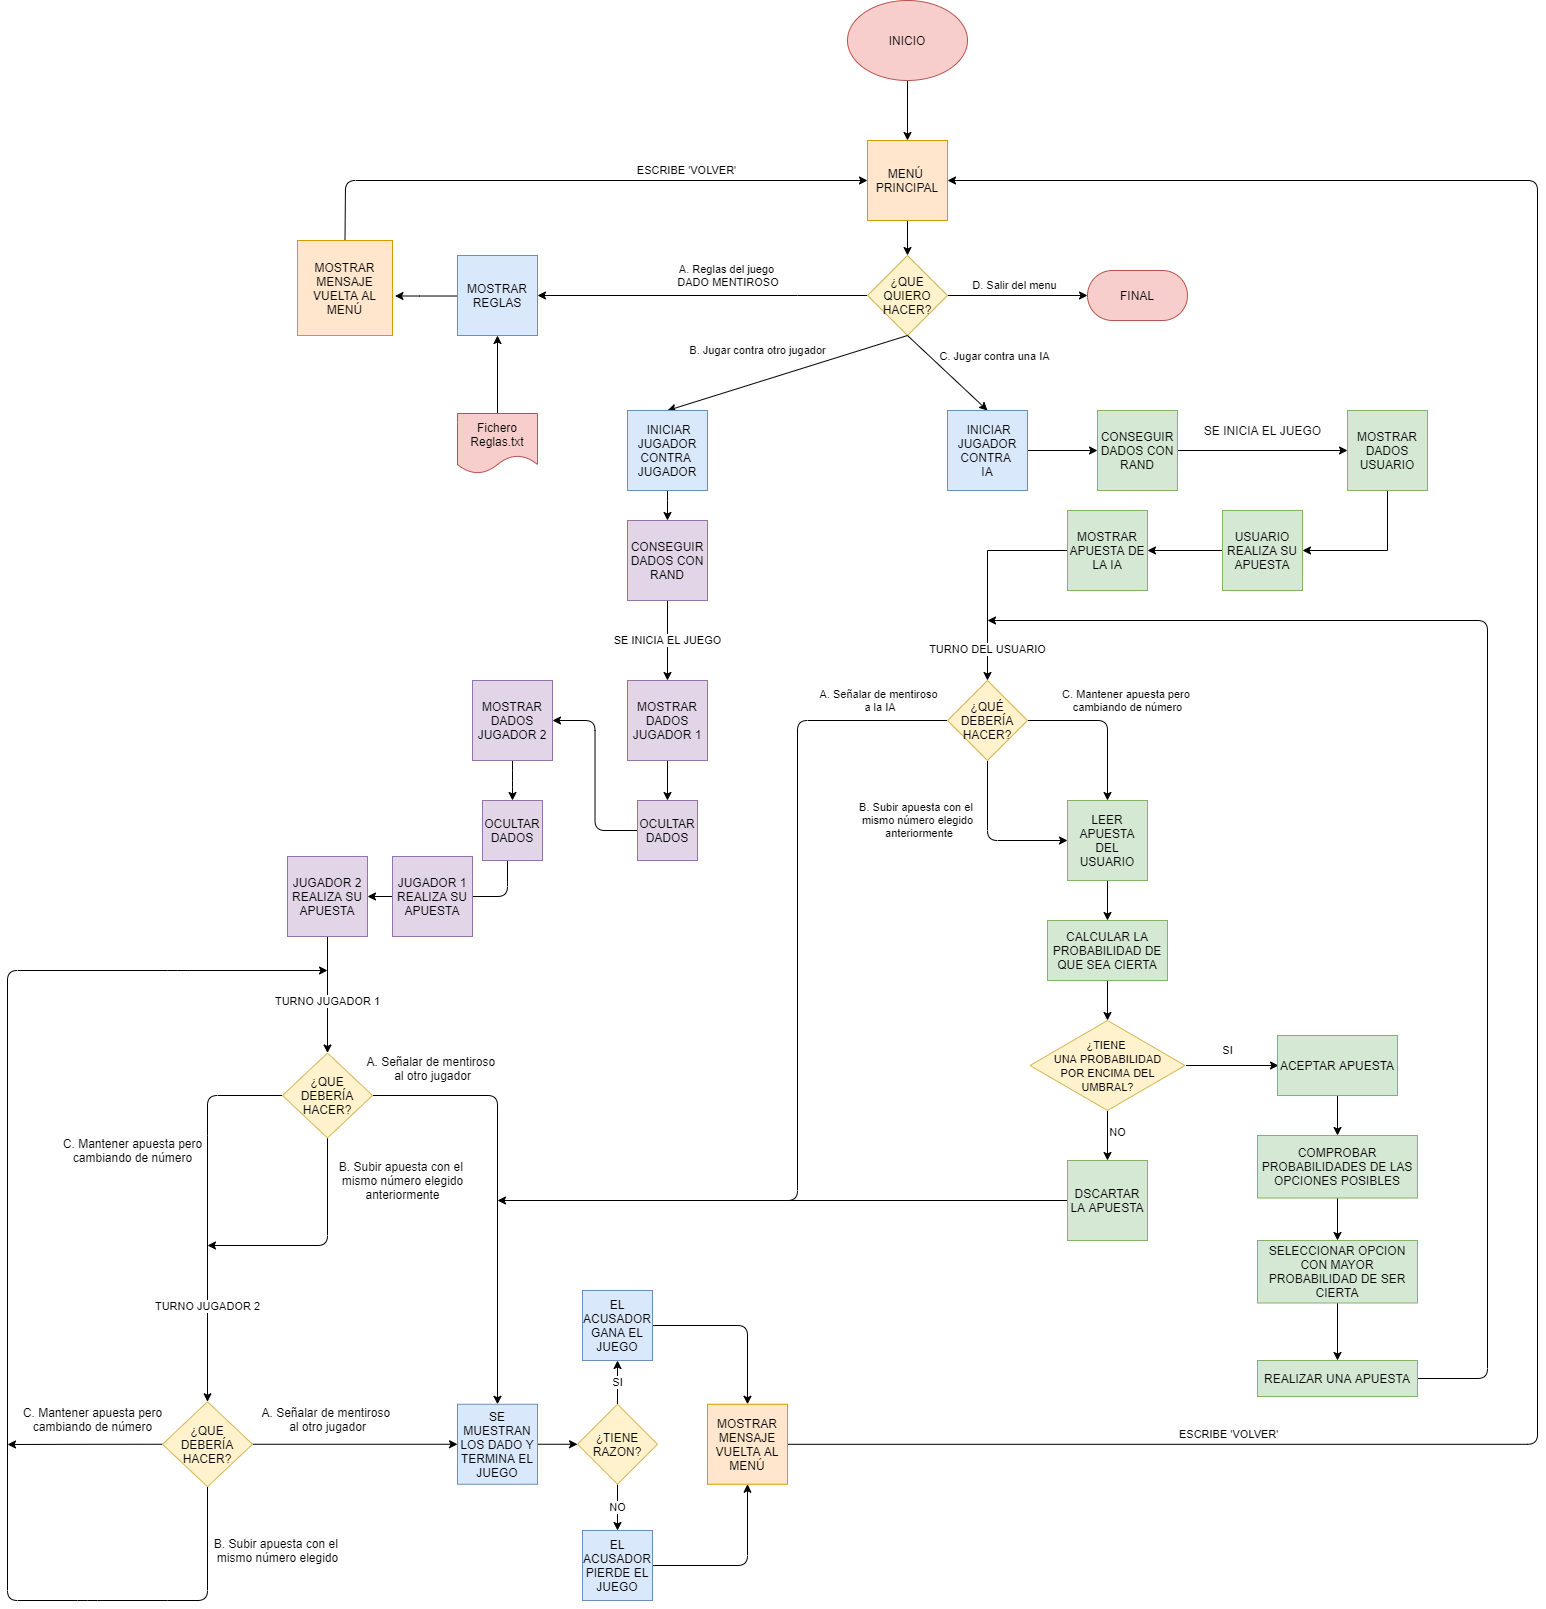 INICIO
MENÚ
PRINCIPAL
ESCRIBE 'VOLVER'
MOSTRAR
MENSAJE
VUELTA AL
MENÚ
MOSTRAR
REGLAS
A. Reglas del juego
DADO MENTIROSO
¿QUE
QUIERO
HACER?
D. Salir del menu
FINAL
B. Jugar contra otro jugador
C. Jugar contra una IA
Fichero
Reglas.txt
INICIAR
JUGADOR
CONTRA
JUGADOR
INICIAR
JUGADOR
CONTRA
IA
CONSEGUIR
DADOS CON
RAND
SE INICIA EL JUEGO
MOSTRAR
DADOS
USUARIO
CONSEGUIR
DADOS CON
RAND
MOSTRAR
APUESTA DE
LA IA
USUARIO
REALIZA SU
APUESTA
SE INICIA EL JUEGO
TURNO DEL USUARIO
MOSTRAR
DADOS
JUGADOR 2
MOSTRAR
DADOS
JUGADOR 1
A. Señalar de mentiroso
a la IA
¿QUÉ
DEBERÍA
HACER?
C. Mantener apuesta pero
cambiando de número
OCULTAR
DADOS
OCULTAR
DADOS
B. Subir apuesta con el
mismo número elegido
anteriormente
LEER
APUESTA
DEL
USUARIO
JUGADOR 2
REALIZA SU
APUESTA
JUGADOR 1
REALIZA SU
APUESTA
CALCULAR LA
PROBABILIDAD DE
QUE SEA CIERTA
TURNO JUGADOR 1
¿QUE
DEBERÍA
HACER?
A. Señalar de mentiroso
al otro jugador
¿TIENE
UNA PROBABILIDAD
POR ENCIMA DEL
UMBRAL?
SI
ACEPTAR APUESTA
C. Mantener apuesta pero
cambiando de número
B. Subir apuesta con el
mismo número elegido
anteriormente
NO
COMPROBAR
PROBABILIDADES DE LAS
OPCIONES POSIBLES
DSCARTAR
LA APUESTA
SELECCIONAR OPCION
CON MAYOR
PROBABILIDAD DE SER
CIERTA
TURNO JUGADOR 2
EL
ACUSADOR
GANA EL
JUEGO
REALIZAR UNA APUESTA
SI
C. Mantener apuesta pero
cambiando de número
¿QUE
DEBERÍA
HACER?
A. Señalar de mentiroso
al otro jugador
SE
MUESTRAN
LOS DADO Y
TERMINA EL
JUEGO
¿TIENE
RAZON?
MOSTRAR
MENSAJE
VUELTA AL
MENÚ
ESCRIBE 'VOLVER'
NO
B. Subir apuesta con el
mismo número elegido
EL
ACUSADOR
PIERDE EL
JUEGO